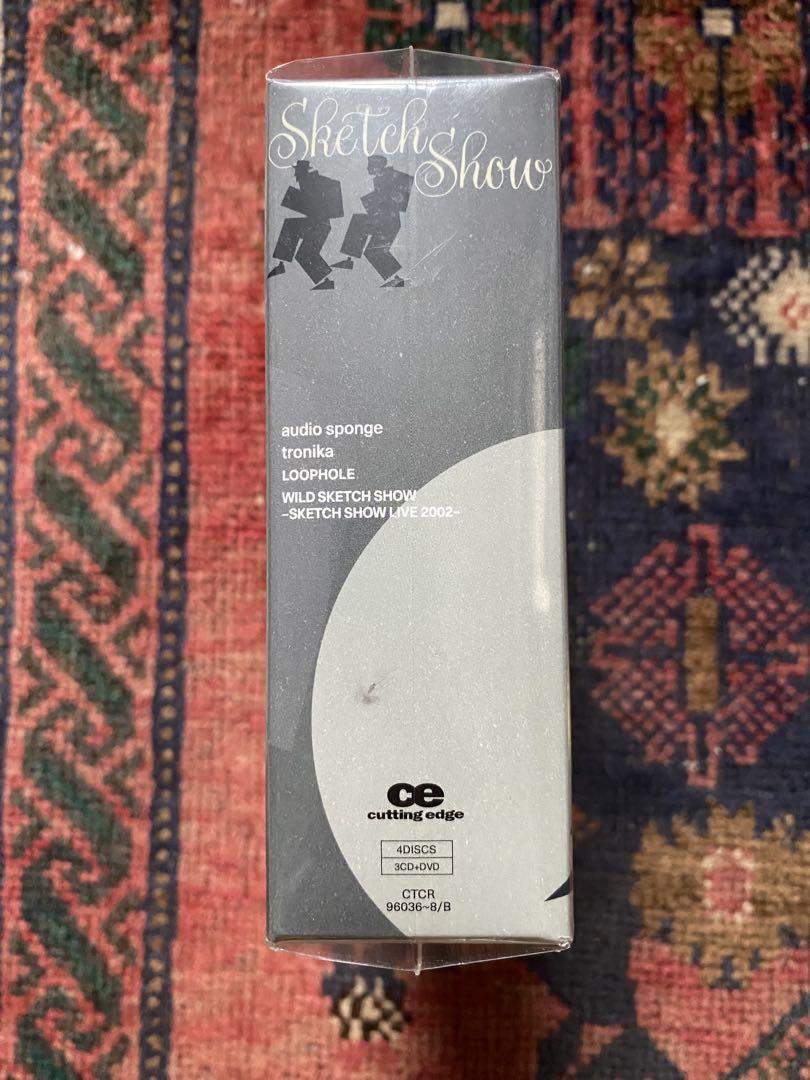 Sketch
Show
audio sponge
tronika
LOOPHOLE
WILD SKETCH SHOW
–SKETCH SHOW LIVE 2002–
ce
cutting edge
4DISCS
3CD+DVD
CTCR
96036~8/B